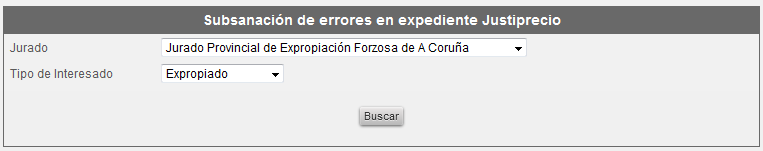 Subsanación de errores en expediente Justiprecio
Jurado Jurado Provincial de Expropiación Forzosa de A Coruña
Tipo de Interesado Expropiado
Buscar